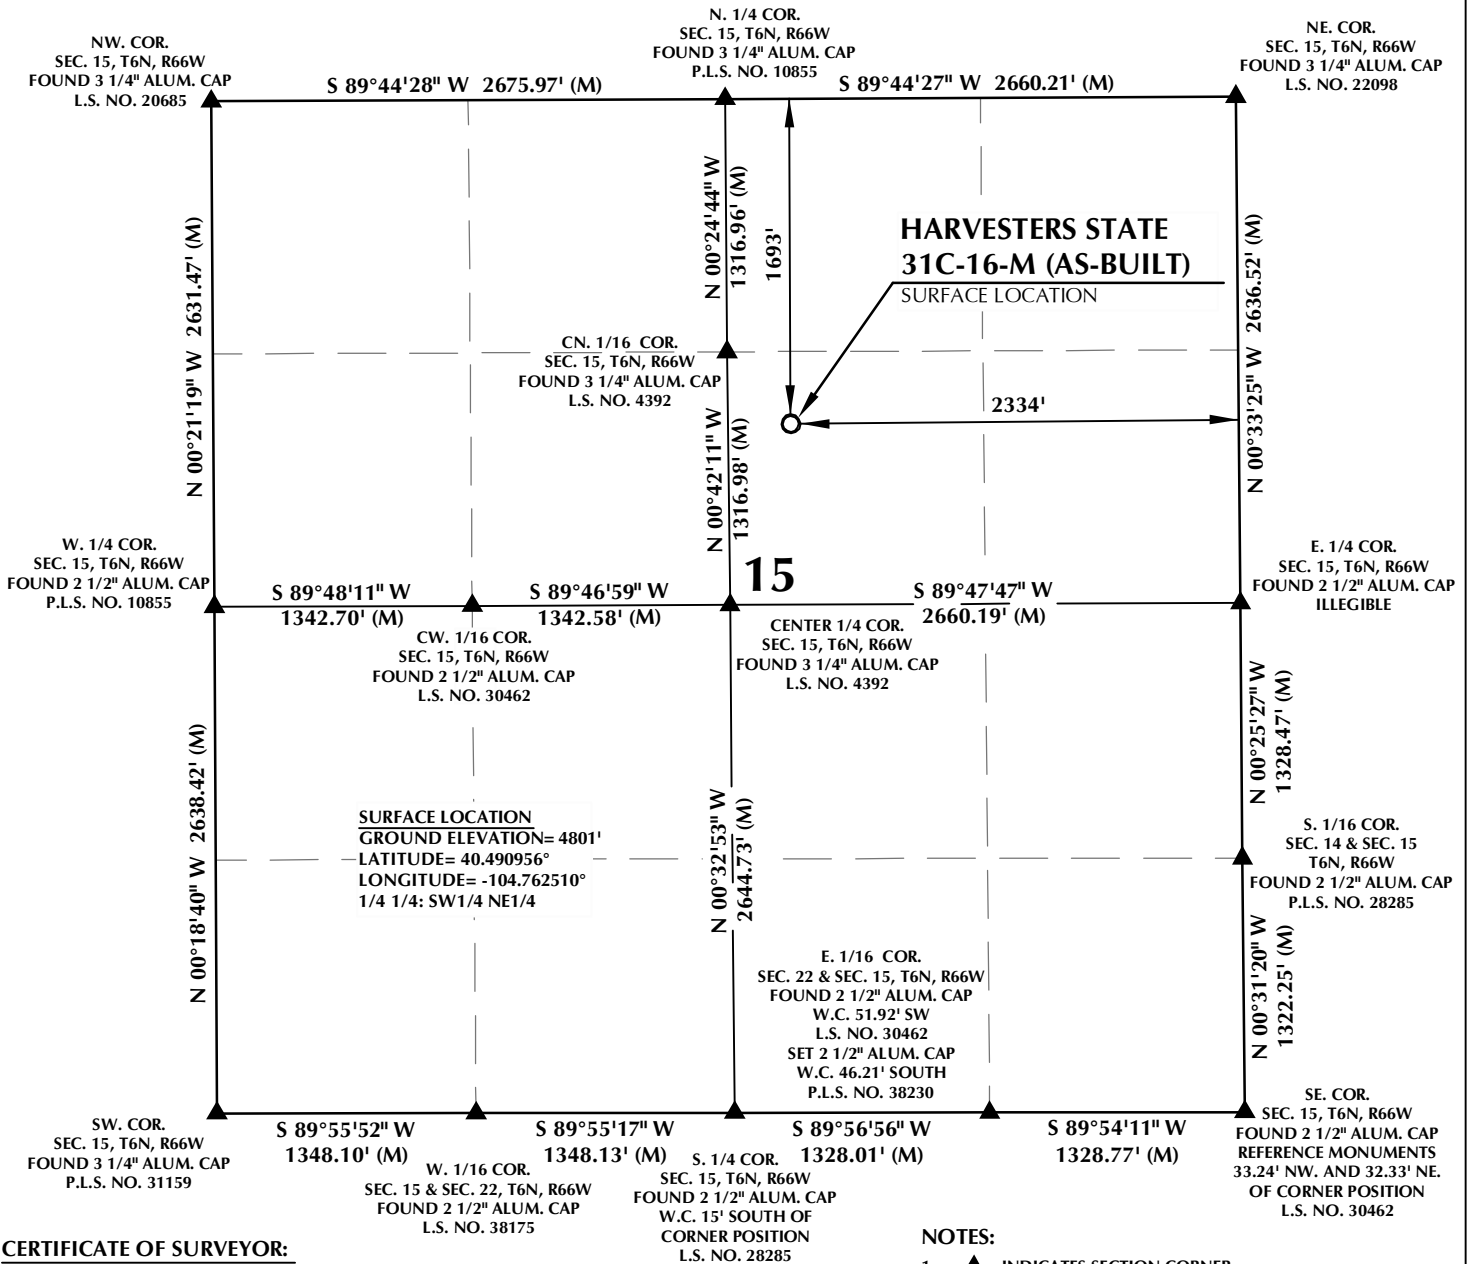 NW. COR.
SEC. 15, T6N, R66W
FOUND 3 1/4" ALUM. CAP
L.S. NO. 20685
N. 1/4 COR.
SEC. 15, T6N, R66W
FOUND 3 1/4" ALUM. CAP
P.L.S. NO. 10855
NE. COR.
SEC. 15, T6N, R66W
FOUND 3 1/4" ALUM. CAP
L.S. NO. 22098
S 89°44'28" W 2675.97' (M)
S 89°44'27" W 2660.21' (M)
N 00°21'19" W 2631.47' (M)
N 00°24'44" W
1316.96' (M)
1693'
HARVESTERS STATE
31C-16-M (AS-BUILT)
SURFACE LOCATION
N 00°33'25" W 2636.52' (M)
CN. 1/16 COR.
SEC. 15, T6N, R66W
FOUND 3 1/4" ALUM. CAP
L.S. NO. 4392
2334'
N 00°42'11" W
1316.98' (M)
W. 1/4 COR.
SEC. 15, T6N, R66W
FOUND 2 1/2" ALUM. CAP
P.L.S. NO. 10855
15
E. 1/4 COR.
SEC. 15, T6N, R66W
FOUND 2 1/2" ALUM. CAP
ILLEGIBLE
S 89°48'11" W
1342.70' (M)
S 89°46'59" W
1342.58' (M)
S 89°47'47" W
2660.19' (M)
CW. 1/16 COR.
SEC. 15, T6N, R66W
FOUND 2 1/2" ALUM. CAP
L.S. NO. 30462
CENTER 1/4 COR.
SEC. 15, T6N, R66W
FOUND 3 1/4" ALUM. CAP
L.S. NO. 4392
N 00°25'27" W
1328.47' (M)
N 00°18'40" W 2638.42' (M)
SURFACE LOCATION
GROUND ELEVATION= 4801'
LATITUDE= 40.490956°
LONGITUDE= -104.762510°
1/4 1/4: SW1/4 NE1/4
N 00°32'53" W
2644.73' (M)
S. 1/16 COR.
SEC. 14 & SEC. 15
T6N, R66W
FOUND 2 1/2" ALUM. CAP
P.L.S. NO. 28285
E. 1/16 COR.
SEC. 22 & SEC. 15, T6N, R66W
FOUND 2 1/2" ALUM. CAP
W.C. 51.92' SW
L.S. NO. 30462
SET 2 1/2" ALUM. CAP
W.C. 46.21' SOUTH
P.L.S. NO. 38230
N 00°31'20" W
1322.25' (M)
SW. COR.
SEC. 15, T6N, R66W
FOUND 3 1/4" ALUM. CAP
P.L.S. NO. 31159
S 89°55'52" W
1348.10' (M)
S 89°55'17" W
1348.13' (M)
S 89°56'56" W
1328.01' (M)
S 89°54'11" W
1328.77' (M)
SE. COR.
SEC. 15, T6N, R66W
FOUND 2 1/2" ALUM. CAP
REFERENCE MONUMENTS
33.24' NW. AND 32.33' NE.
OF CORNER POSITION
L.S. NO. 30462
W. 1/16 COR.
SEC. 15 & SEC. 22, T6N, R66W
FOUND 2 1/2" ALUM. CAP
L.S. NO. 38175
S. 1/4 COR.
SEC. 15, T6N, R66W
FOUND 2 1/2" ALUM. CAP
W.C. 15' SOUTH OF
CORNER POSITION
L.S. NO. 28285
CERTIFICATE OF SURVEYOR:
NOTES:
INDICATES SECTION CORNER